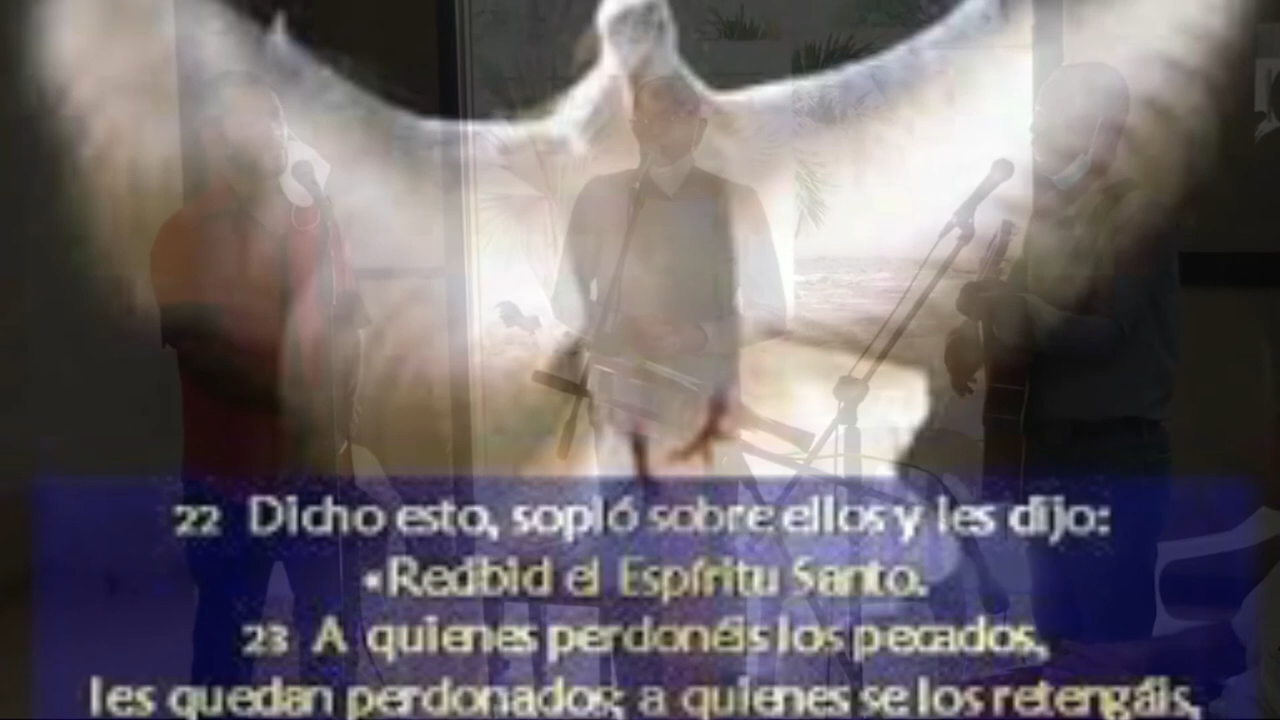 22 Dicho esto, sopló sobre ellos y les dijo:
«Recibid el Espíritu Santo.
23 A quienes perdonéis los pecados,
les quedan perdonados; a quienes se los retengáis,